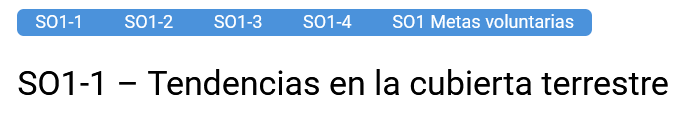 SO1-1 SO1-2 SO1-3 SO1-4 SO1 Metas voluntarias
SO1-1 – Tendencias en la cubierta terrestre